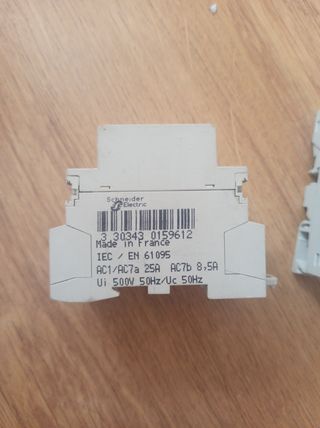 Schneider
Electric
3 30343 0159612
Made in France
IEC / EN 61095
AC1/AC7a 25A AC7b 8,5A
Ui 500V 50Hz/Uc 50Hz